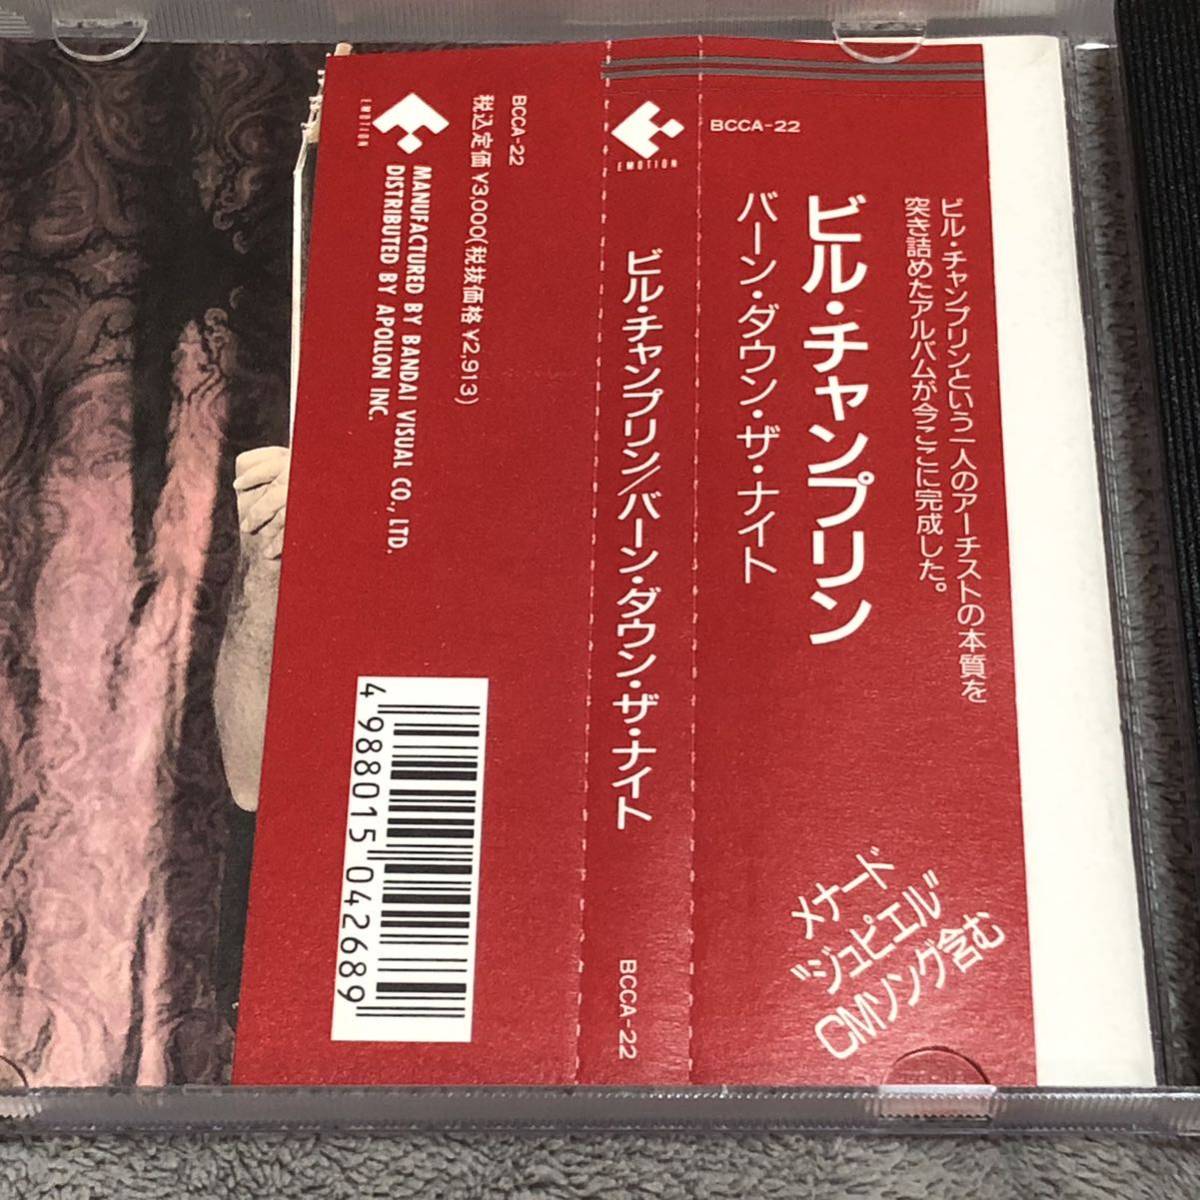 BCCA-22
ビル・チャンプリンという一人のアーチストの本質を
突き詰めたアルバムが今ここに完成した。
ビル・チャンプリン
バーン・ダウン・ザ・ナイト
メナード
"ジュピエル"
CMソング含む
EMOTION
ビル・チャンプリン/バーン・ダウン・ザ・ナイト
BCCA-22
BCCA-22
税込定価¥3,000(税抜価格¥2,913)
EMOTION
MANUFACTURED BY BANDAI VISUAL CO., LTD.
DISTRIBUTED BY APOLLON INC.
4 988015 042689